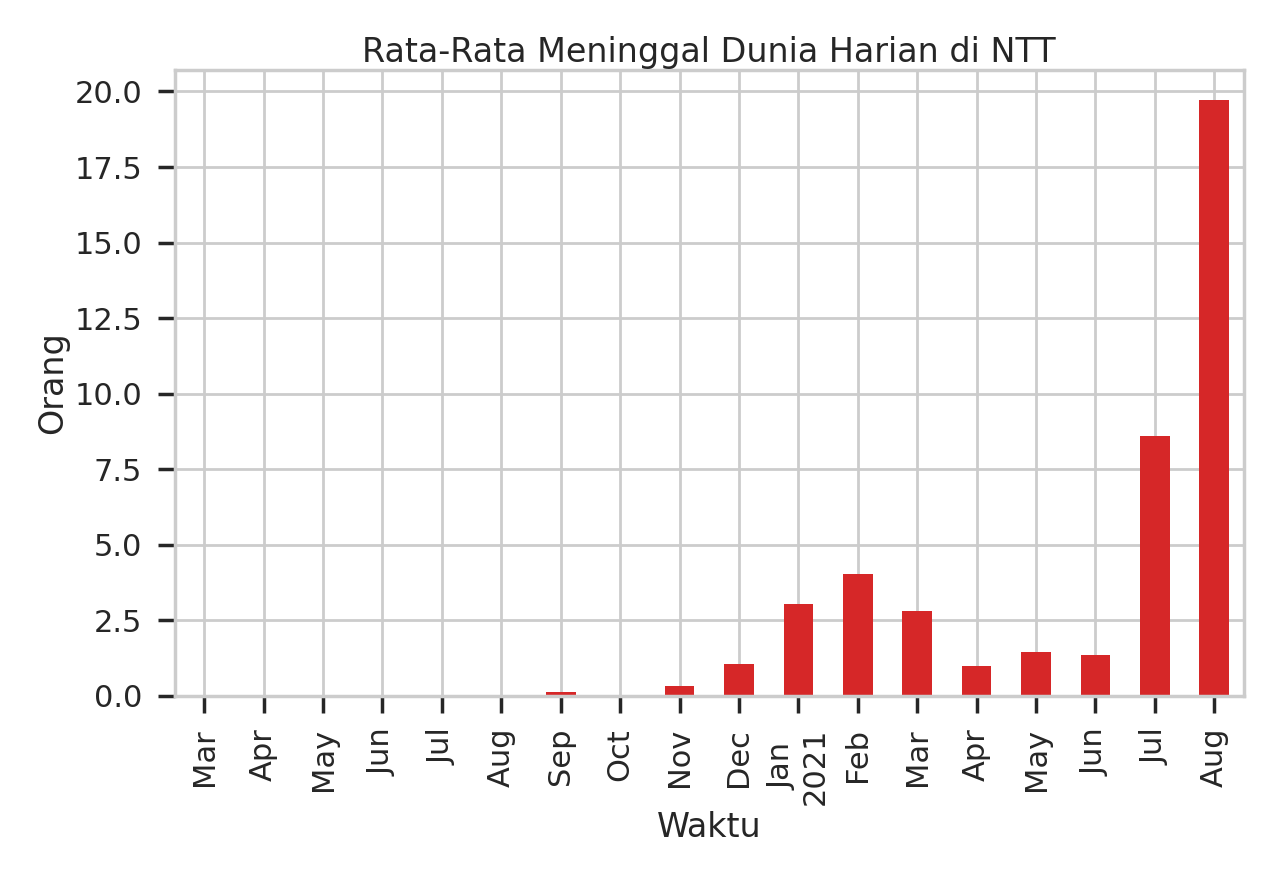 Rata-Rata Meninggal Dunia Harian di NTT
Orang
20.0
17.5
15.0
12.5
10.0
7.5
5.0
2.5
0.0
Mar
Apr
May
Jun
Jul
Aug
Sep
Oct
Nov
Dec
Jan
2021
Feb
Mar
Apr
May
Jun
Jul
Aug
Waktu